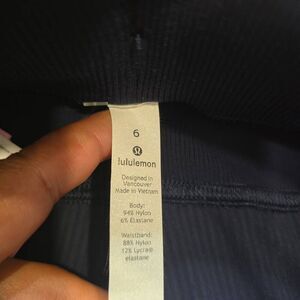 6
lululemon
Designed in
Vancouver
Made in Vietnam
Body:
94% Nylon
6% Elastane
Waistband:
88% Nylon
12% Lycra®
elastane